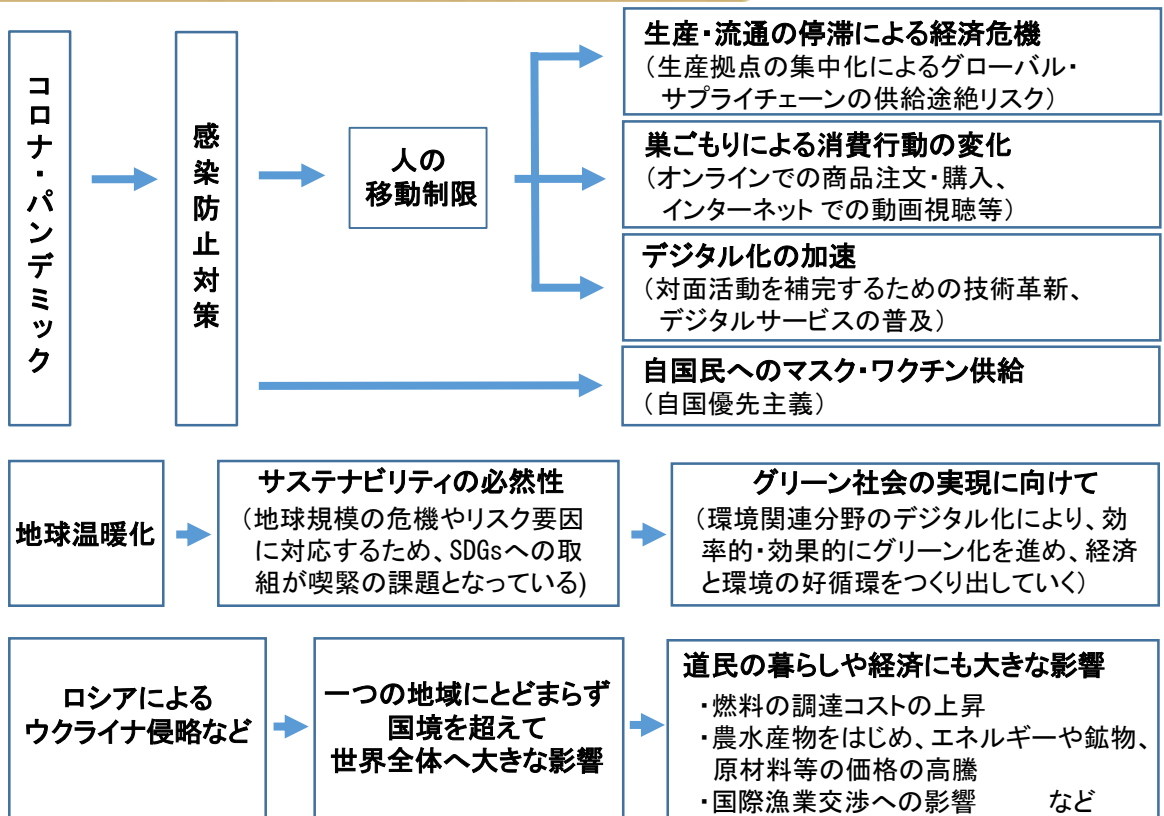 コロナ・パンデミック
感染防止対策
人の
移動制限
生産・流通の停滞による経済危機
（生産拠点の集中化によるグローバル・
サプライチェーンの供給途絶リスク）
巣ごもりによる消費行動の変化
（オンラインでの商品注文・購入、
インターネット での動画視聴等）
デジタル化の加速
（対面活動を補完するための技術革新、
デジタルサービスの普及）
自国民へのマスク・ワクチン供給
（自国優先主義）
地球温暖化
サステナビリティの必然性
（地球規模の危機やリスク要因
に対応するため、SDGsへの取
組が喫緊の課題となっている)
グリーン社会の実現に向けて
（環境関連分野のデジタル化により、効
率的・効果的にグリーン化を進め、経済
と環境の好循環をつくり出していく）
ロシアによる
ウクライナ侵略など
一つの地域にとどまらず
国境を超えて
世界全体へ大きな影響
道民の暮らしや経済にも大きな影響
・燃料の調達コストの上昇
・農水産物をはじめ、エネルギーや鉱物、
原材料等の価格の高騰
・国際漁業交渉への影響　　　など